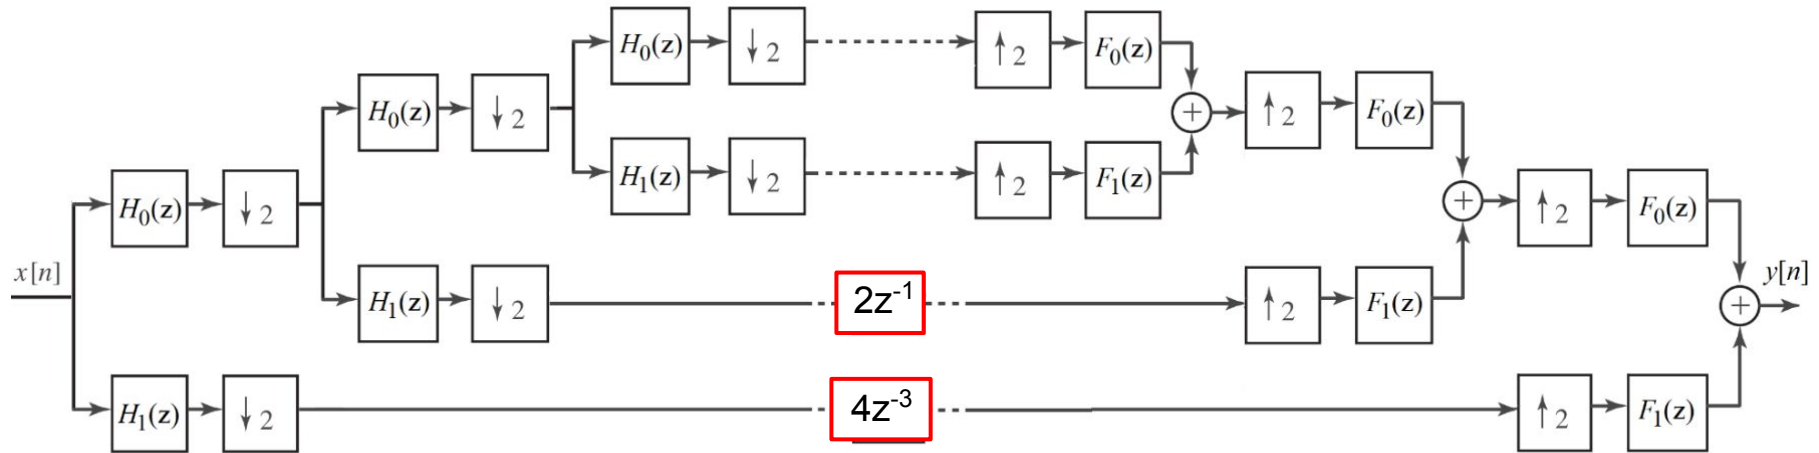 H₀(z) ↓2 ↑2 F₀(z)
H₀(z) ↓2 + ↑2 F₀(z)
H₁(z) ↓2 ↑2 F₁(z)
H₀(z) ↓2 + ↑2 F₀(z)
x[n] H₁(z) ↓2 2z⁻¹ ↑2 F₁(z) + y[n]
H₁(z) ↓2 4z⁻³ ↑2 F₁(z)